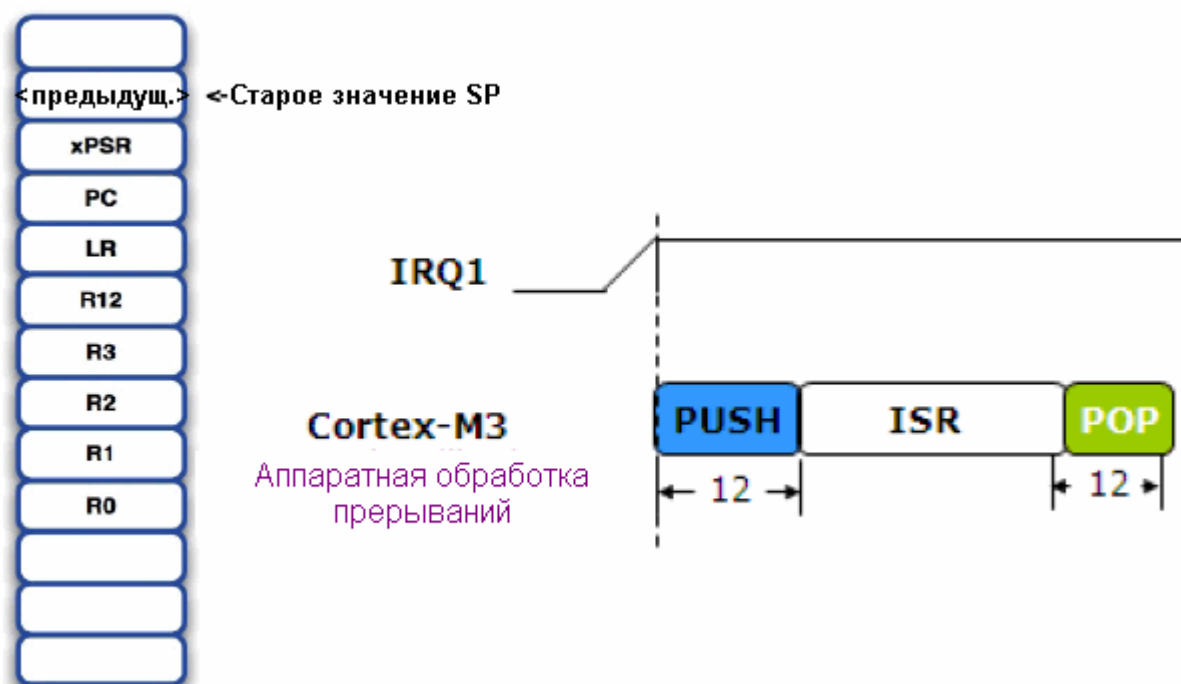 <предыдущ.> <-Старое значение SP
xPSR
PC
LR
R12
R3
R2
R1
R0
IRQ1
Cortex-M3
PUSH ISR POP
Аппаратная обработка
прерываний
12 12